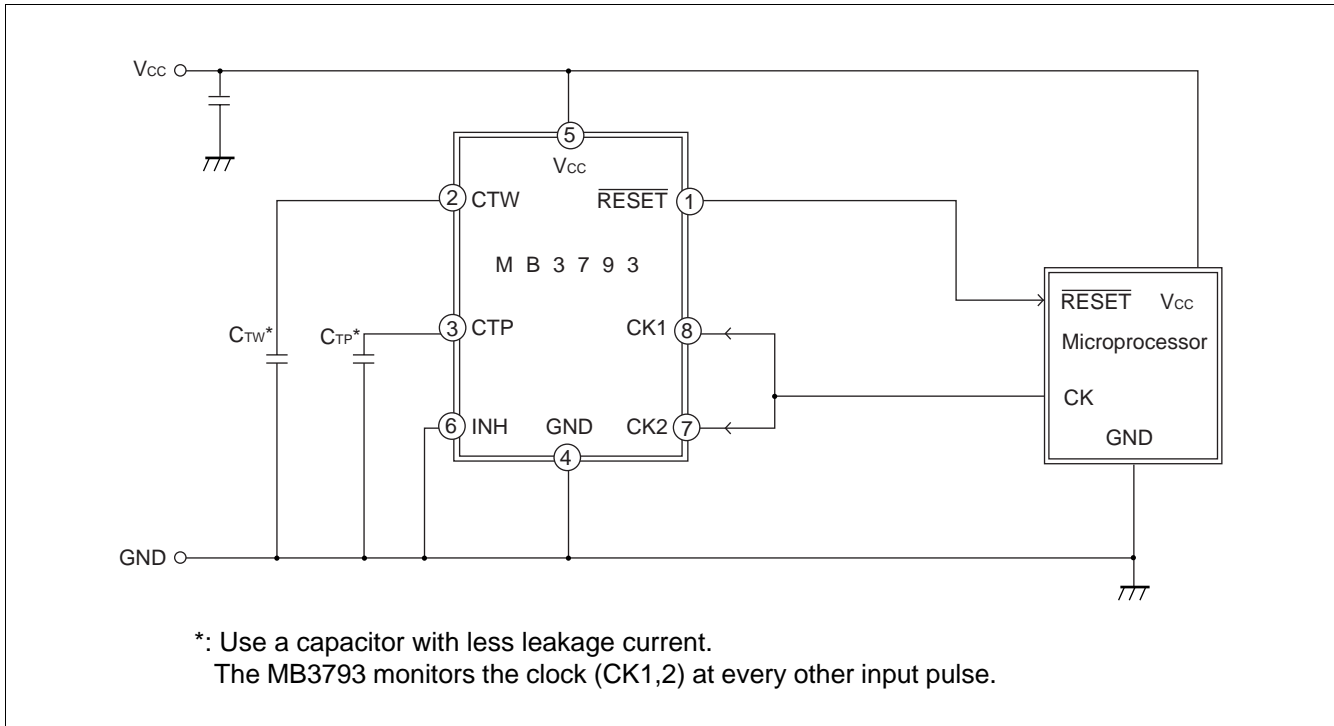 Vcc
5
Vcc
2 CTW
RESET 1
M B 3 7 9 3
RESET Vcc
3 CTP
CK1 8
CTW*
CTP*
Microprocessor
CK
6 INH
GND
CK2 7
GND
4
GND
*: Use a capacitor with less leakage current.
The MB3793 monitors the clock (CK1,2) at every other input pulse.